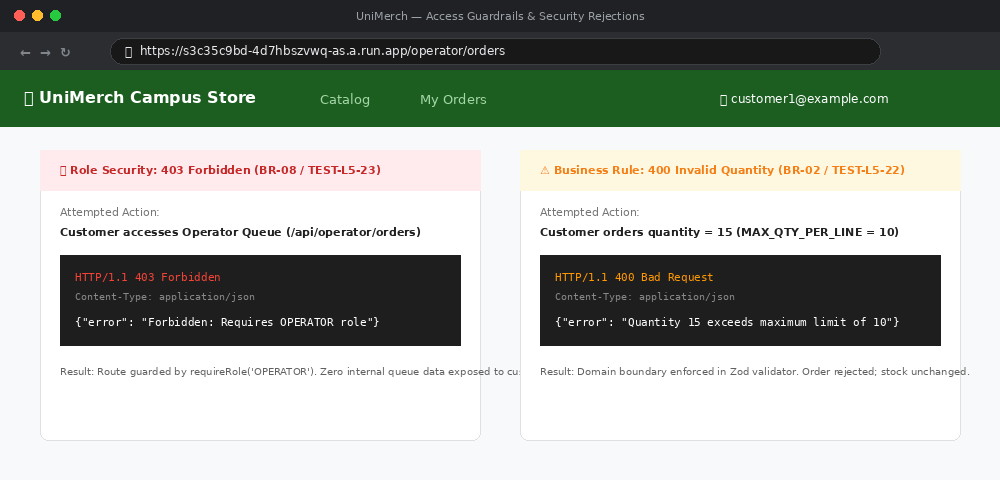 UniMerch — Access Guardrails & Security Rejections
← → ↻ https://s3c35c9bd-4d7hbszvwq-as.a.run.app/operator/orders
UniMerch Campus Store
Catalog
My Orders
customer1@example.com
Role Security: 403 Forbidden (BR-08 / TEST-L5-23)
Attempted Action:
Customer accesses Operator Queue (/api/operator/orders)
HTTP/1.1 403 Forbidden
Content-Type: application/json
{"error": "Forbidden: Requires OPERATOR role"}
Result: Route guarded by requireRole('OPERATOR'). Zero internal queue data exposed to cus
⚠ Business Rule: 400 Invalid Quantity (BR-02 / TEST-L5-22)
Attempted Action:
Customer orders quantity = 15 (MAX_QTY_PER_LINE = 10)
HTTP/1.1 400 Bad Request
Content-Type: application/json
{"error": "Quantity 15 exceeds maximum limit of 10"}
Result: Domain boundary enforced in Zod validator. Order rejected; stock unchanged.